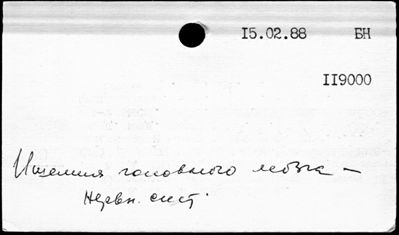 15.02.88 БН
119000
Ишемия головного мозга –
нервн. сист.